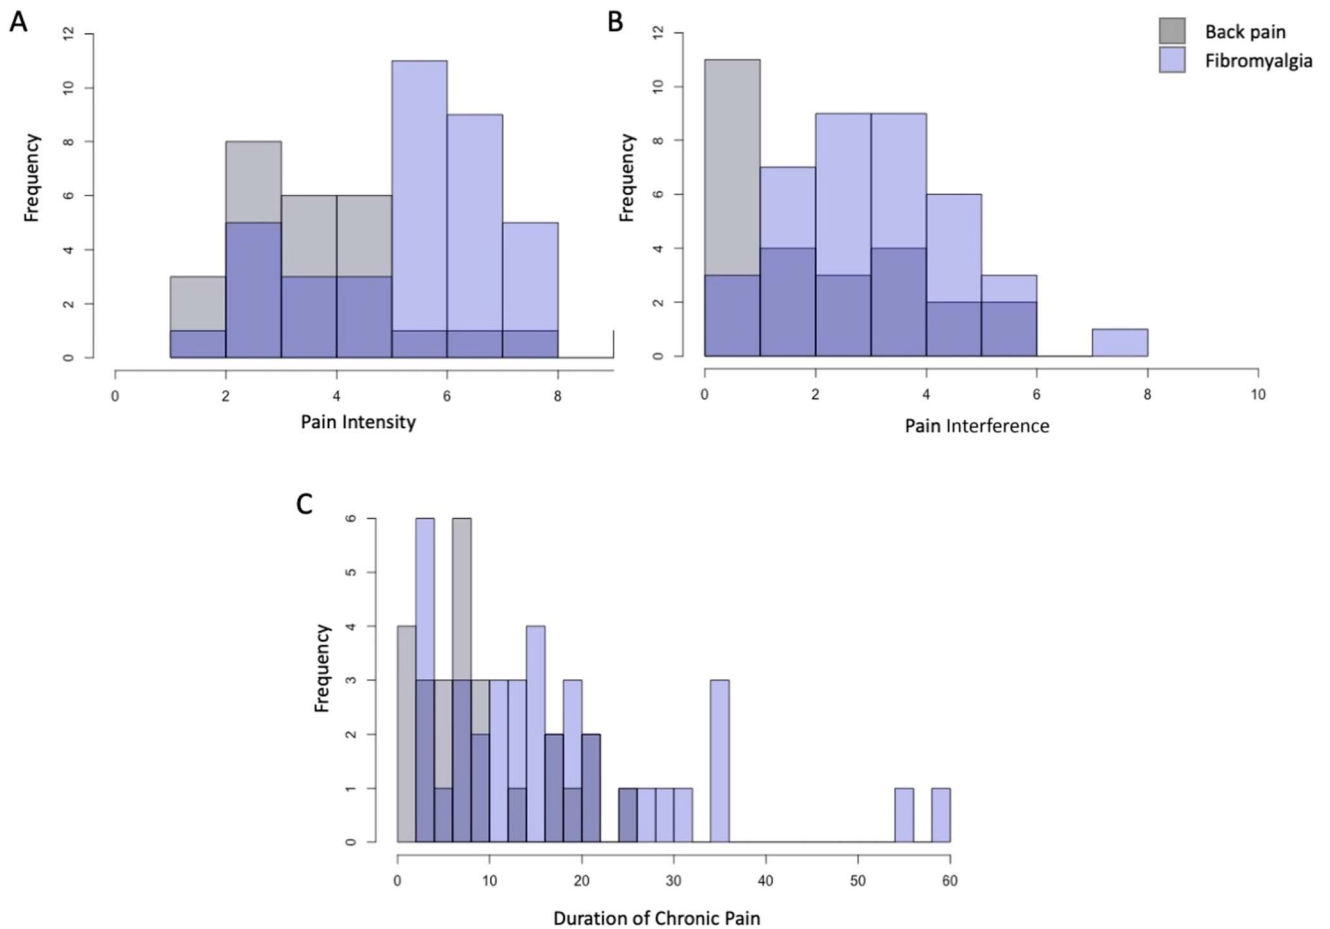 A
B
Back pain
Fibromyalgia
12
10
8
6
4
2
0
Frequency
0 2 4 6 8
Pain Intensity
12
10
8
6
4
2
0
Frequency
0 2 4 6 8 10
Pain Interference
C
6
5
4
3
2
1
0
Frequency
0 10 20 30 40 50 60
Duration of Chronic Pain